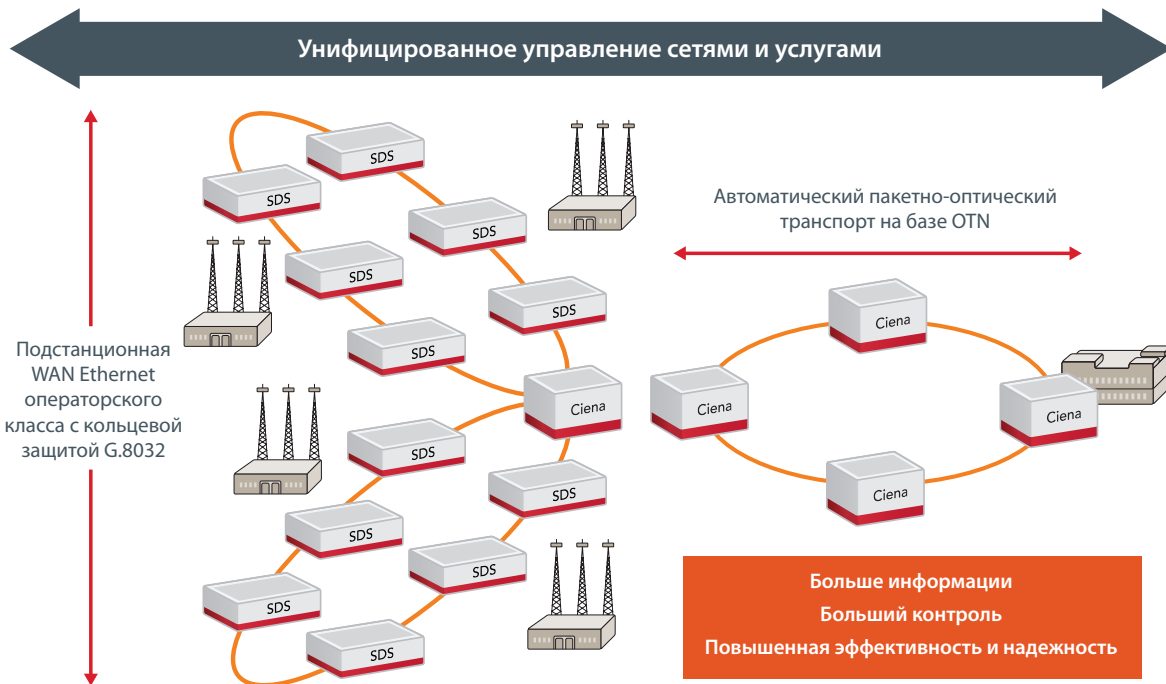 Унифицированное управление сетями и услугами
SDS
SDS
SDS
SDS
SDS
SDS
Подстанционная
WAN Ethernet
операторского
класса с кольцевой
защитой G.8032
Ciena
SDS
SDS
SDS
SDS
SDS
SDS
Автоматический пакетно-оптический
транспорт на базе OTN
Ciena
Ciena
Ciena
Ciena
Больше информации
Больший контроль
Повышенная эффективность и надежность